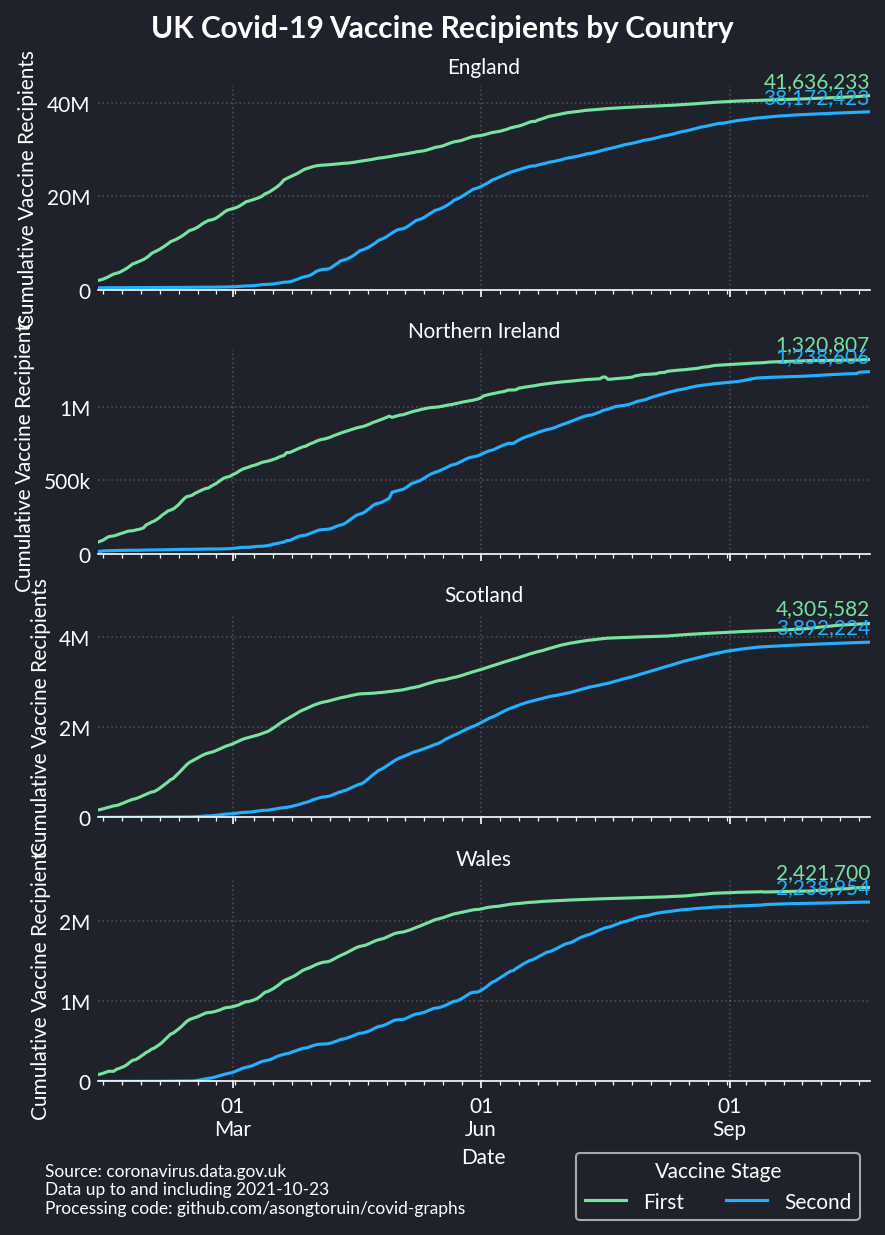 UK Covid-19 Vaccine Recipients by Country
England
41,636,233
38,172,423
Cumulative Vaccine Recipients
40M
20M
0
Northern Ireland
1,320,807
1,238,606
Cumulative Vaccine Recipients
1M
500k
0
Scotland
4,305,582
3,892,224
Cumulative Vaccine Recipients
4M
2M
0
Wales
2,421,700
2,238,954
Cumulative Vaccine Recipients
2M
1M
0
01 01 01
Mar Jun Sep
Date
Source: coronavirus.data.gov.uk
Data up to and including 2021-10-23
Processing code: github.com/asongtoruin/covid-graphs
Vaccine Stage
First Second